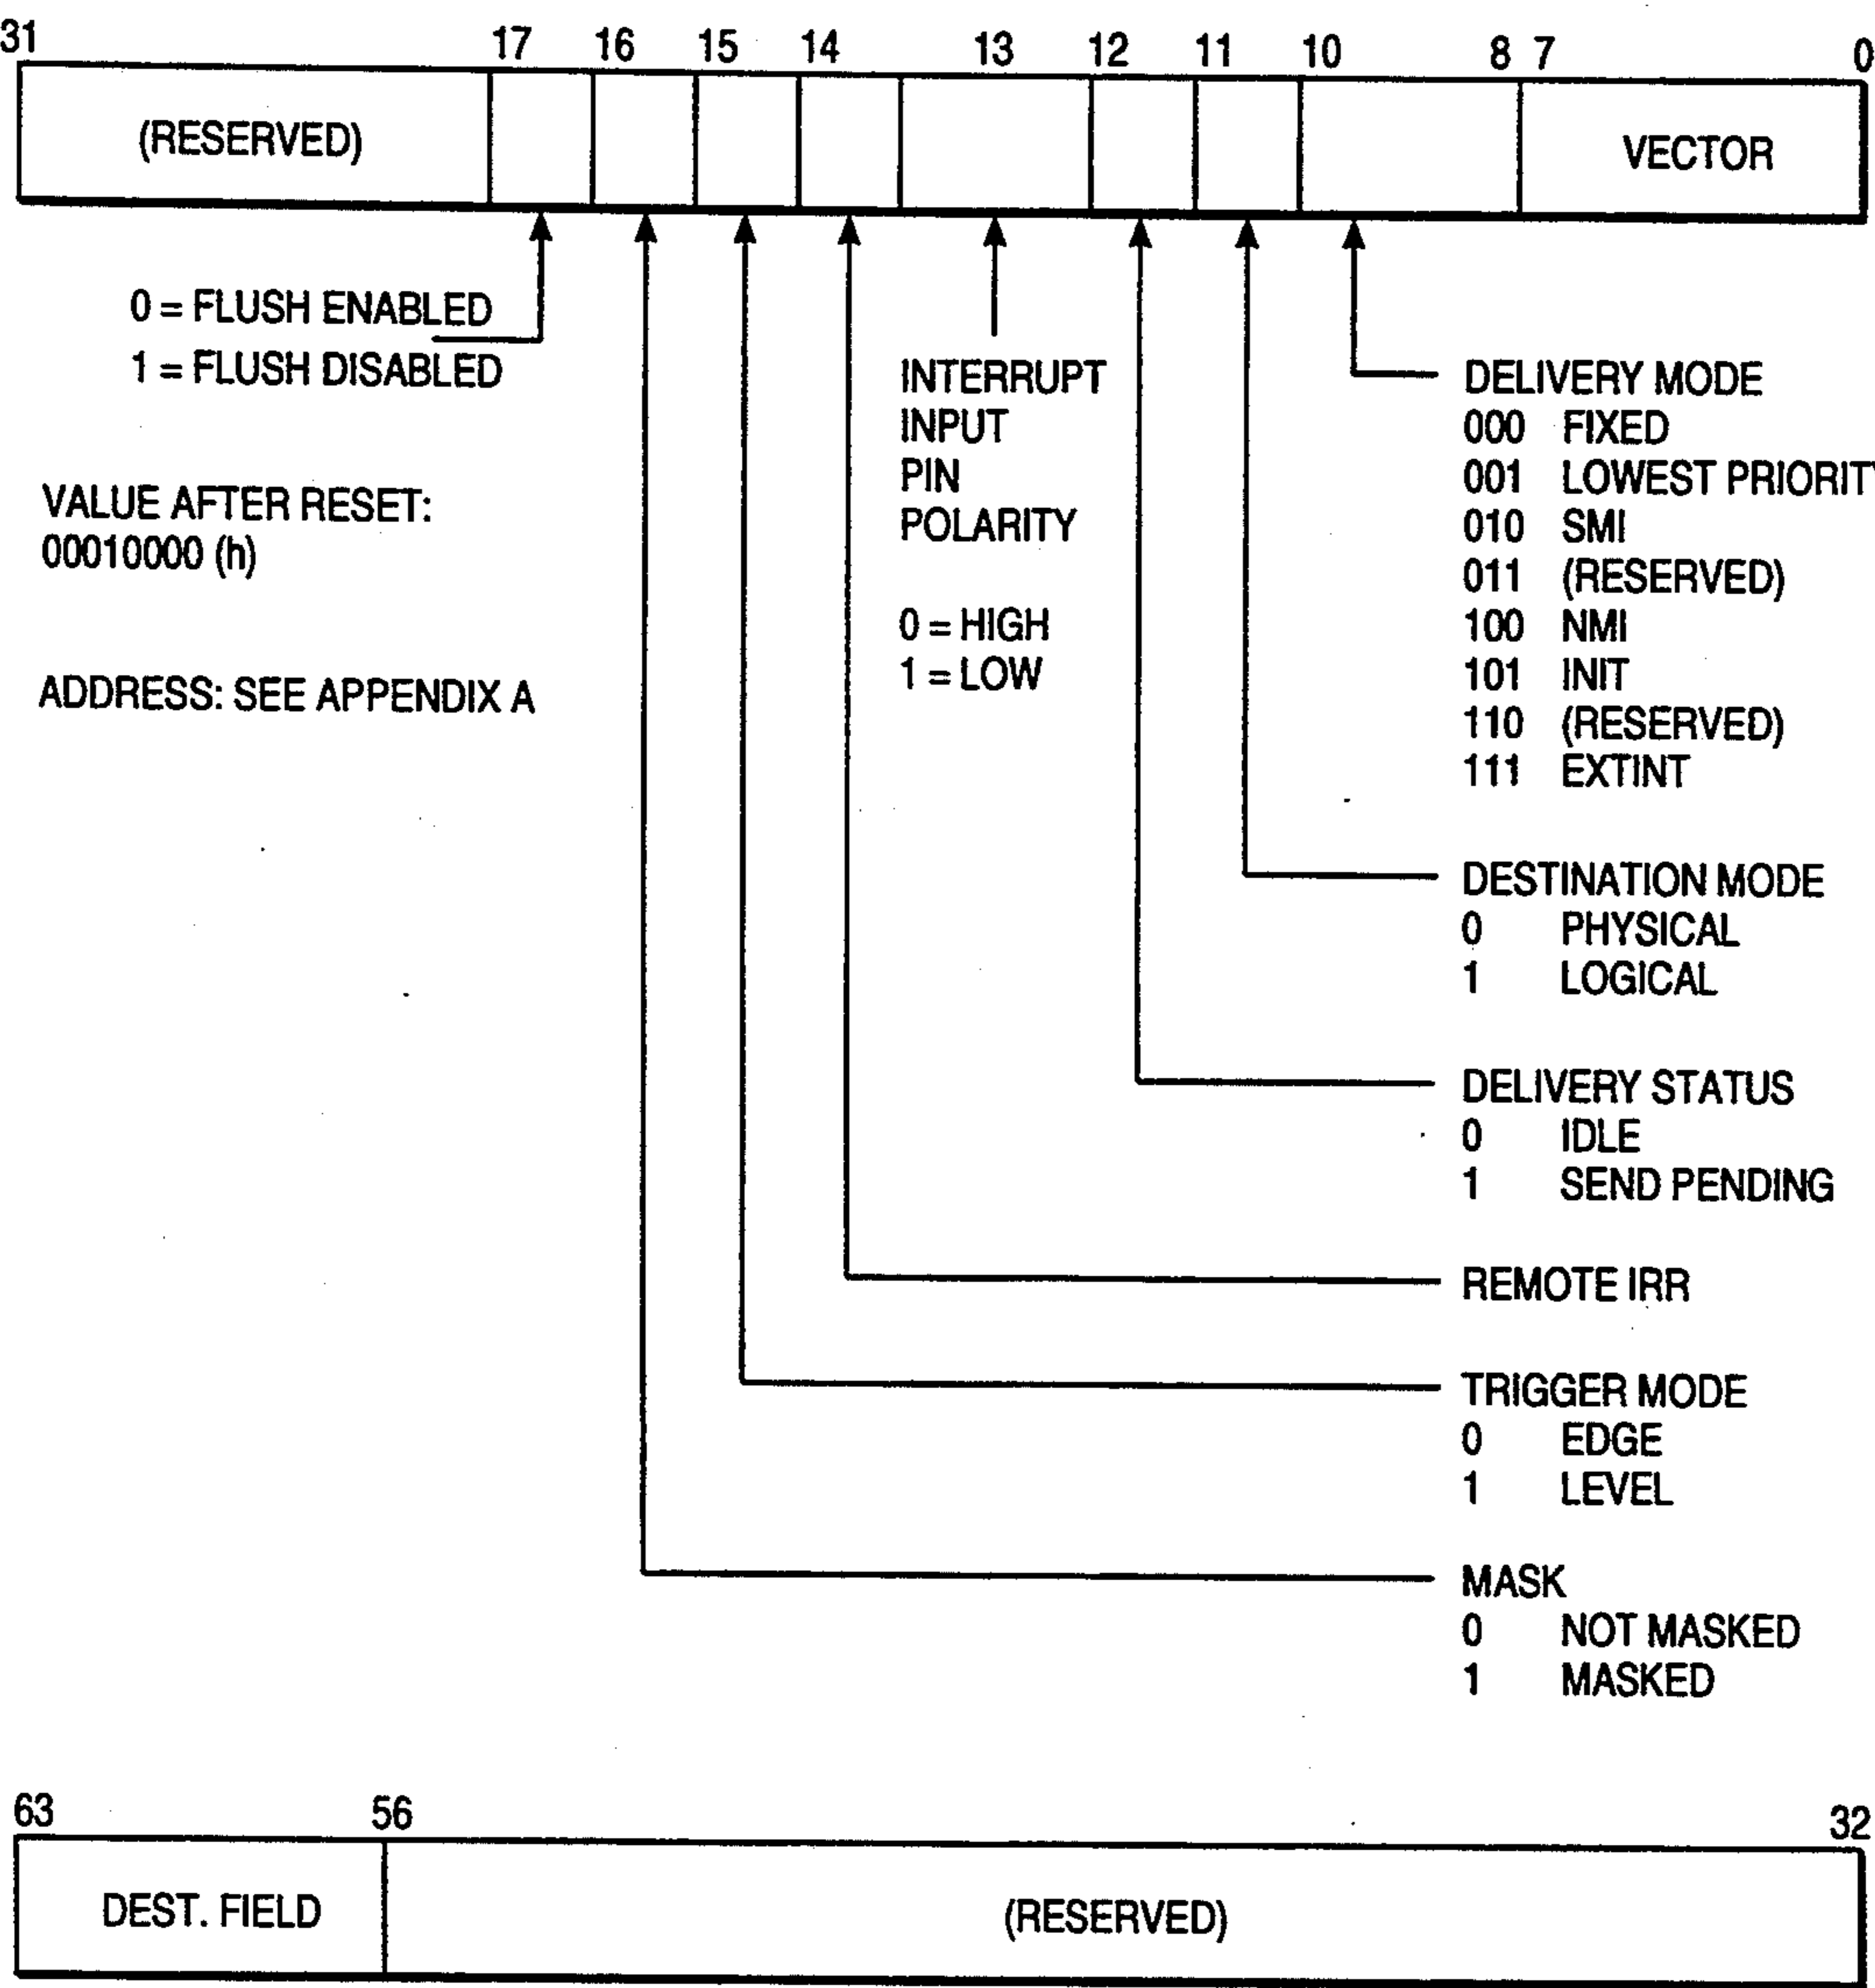 31 17 16 15 14 13 12 11 10 8 7 0
(RESERVED) VECTOR
0 = FLUSH ENABLED
1 = FLUSH DISABLED
VALUE AFTER RESET:
00010000 (h)
ADDRESS: SEE APPENDIX A
INTERRUPT
INPUT
PIN
POLARITY
0 = HIGH
1 = LOW
DELIVERY MODE
000 FIXED
001 LOWEST PRIORITY
010 SMI
011 (RESERVED)
100 NMI
101 INIT
110 (RESERVED)
111 EXTINT
DESTINATION MODE
0 PHYSICAL
1 LOGICAL
DELIVERY STATUS
0 IDLE
1 SEND PENDING
REMOTE IRR
TRIGGER MODE
0 EDGE
1 LEVEL
MASK
0 NOT MASKED
1 MASKED
63 56 32
DEST. FIELD (RESERVED)